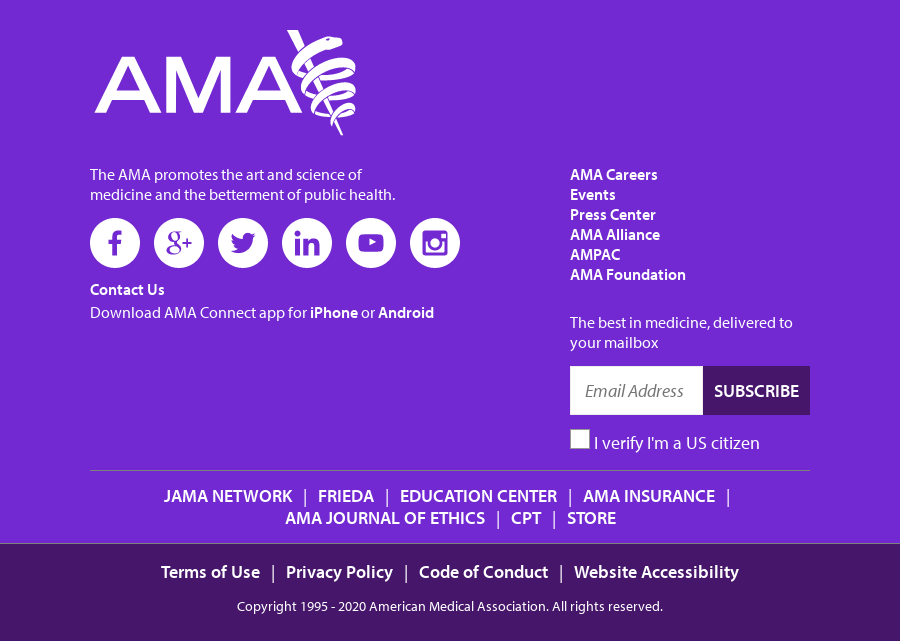 AMA
The AMA promotes the art and science of
medicine and the betterment of public health.
Contact Us
Download AMA Connect app for iPhone or Android
AMA Careers
Events
Press Center
AMA Alliance
AMPAC
AMA Foundation
The best in medicine, delivered to
your mailbox
Email Address SUBSCRIBE
I verify I'm a US citizen
JAMA NETWORK | FRIEDA | EDUCATION CENTER | AMA INSURANCE |
AMA JOURNAL OF ETHICS | CPT | STORE
Terms of Use | Privacy Policy | Code of Conduct | Website Accessibility
Copyright 1995 - 2020 American Medical Association. All rights reserved.